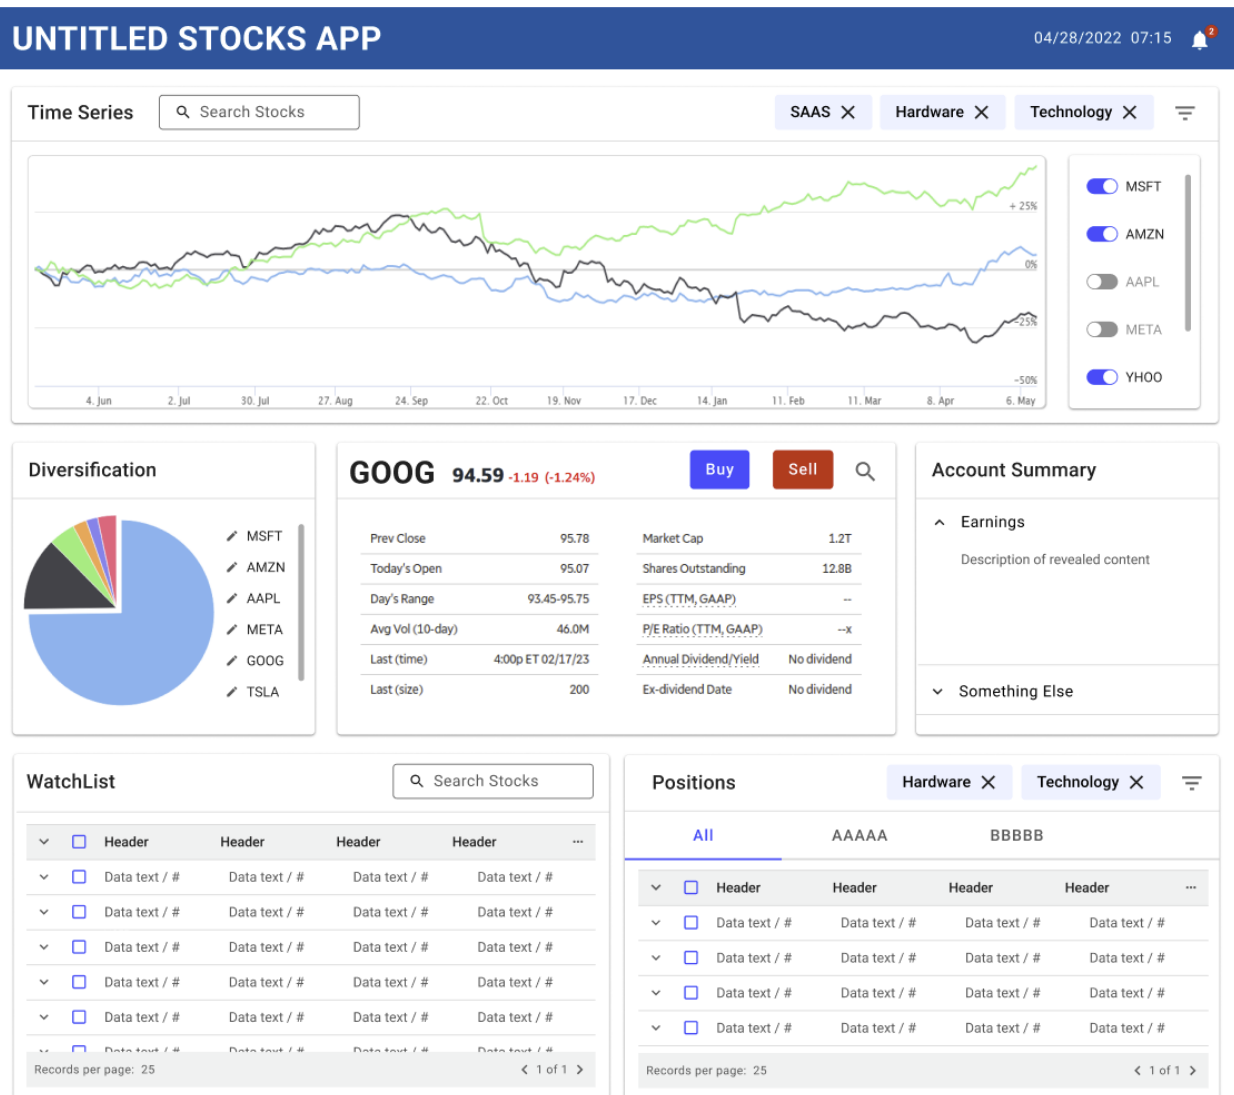 UNTITLED STOCKS APP
04/28/2022 07:15
2
Time Series
Search Stocks
SAAS
Hardware
Technology
+ 25%
0%
-25%
-50%
4. Jun 2. Jul 30. Jul 27. Aug 24. Sep 22. Oct 19. Nov 17. Dec 14. Jan 11. Feb 11. Mar 8. Apr 6. May
MSFT
AMZN
AAPL
META
YHOO
Diversification
MSFT
AMZN
AAPL
META
GOOG
TSLA
GOOG 94.59 -1.19 (-1.24%)
Buy
Sell
Prev Close 95.78
Today's Open 95.07
Day's Range 93.45-95.75
Avg Vol (10-day) 46.0M
Last (time) 4:00p ET 02/17/23
Last (size) 200
Market Cap 1.2T
Shares Outstanding 12.8B
EPS (TTM, GAAP) --
P/E Ratio (TTM, GAAP) --x
Annual Dividend/Yield No dividend
Ex-dividend Date No dividend
Account Summary
Earnings
Description of revealed content
Something Else
WatchList
Search Stocks
Header Header Header Header ...
Data text / # Data text / # Data text / # Data text / #
Data text / # Data text / # Data text / # Data text / #
Data text / # Data text / # Data text / # Data text / #
Data text / # Data text / # Data text / # Data text / #
Data text / # Data text / # Data text / # Data text / #
Data text / # Data text / # Data text / # Data text / #
Records per page: 25
1 of 1
Positions
Hardware
Technology
All AAAAA BBBBB
Header Header Header Header ...
Data text / # Data text / # Data text / # Data text / #
Data text / # Data text / # Data text / # Data text / #
Data text / # Data text / # Data text / # Data text / #
Data text / # Data text / # Data text / # Data text / #
Records per page: 25
1 of 1